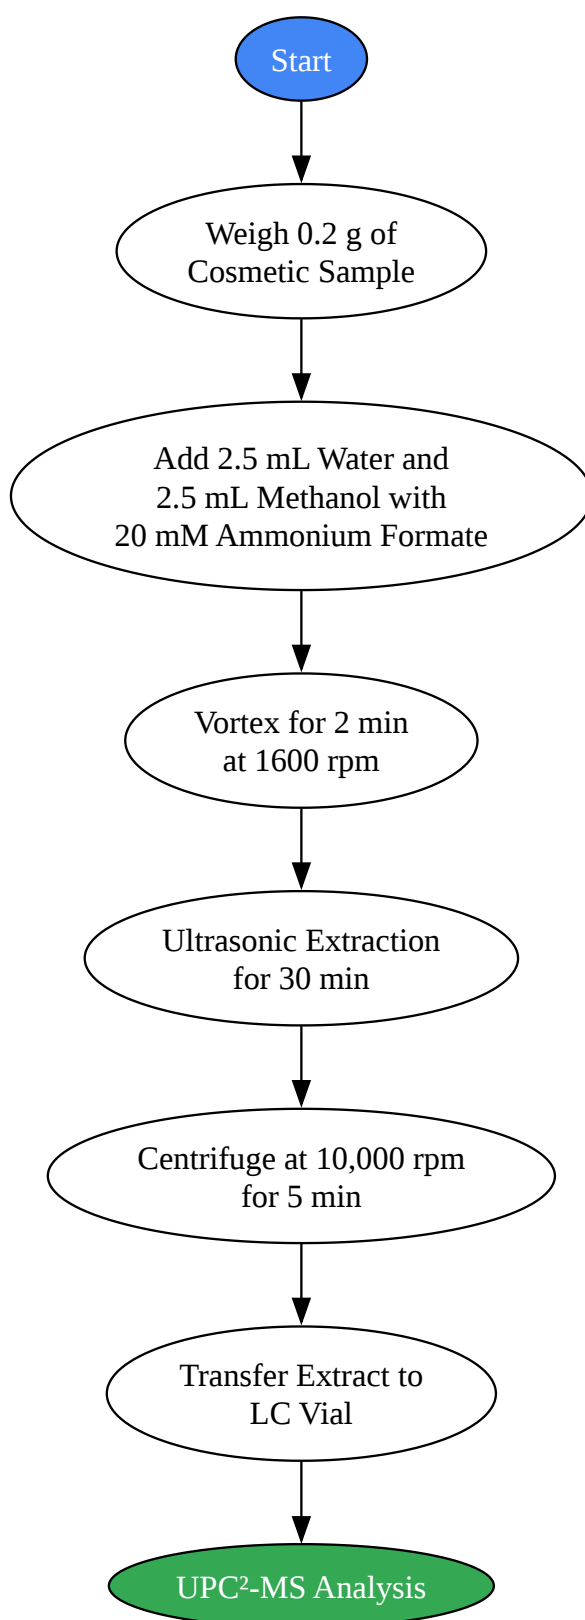 Start
Weigh 0.2 g of
Cosmetic Sample
Add 2.5 mL Water and
2.5 mL Methanol with
20 mM Ammonium Formate
Vortex for 2 min
at 1600 rpm
Ultrasonic Extraction
for 30 min
Centrifuge at 10,000 rpm
for 5 min
Transfer Extract to
LC Vial
UPC²-MS Analysis